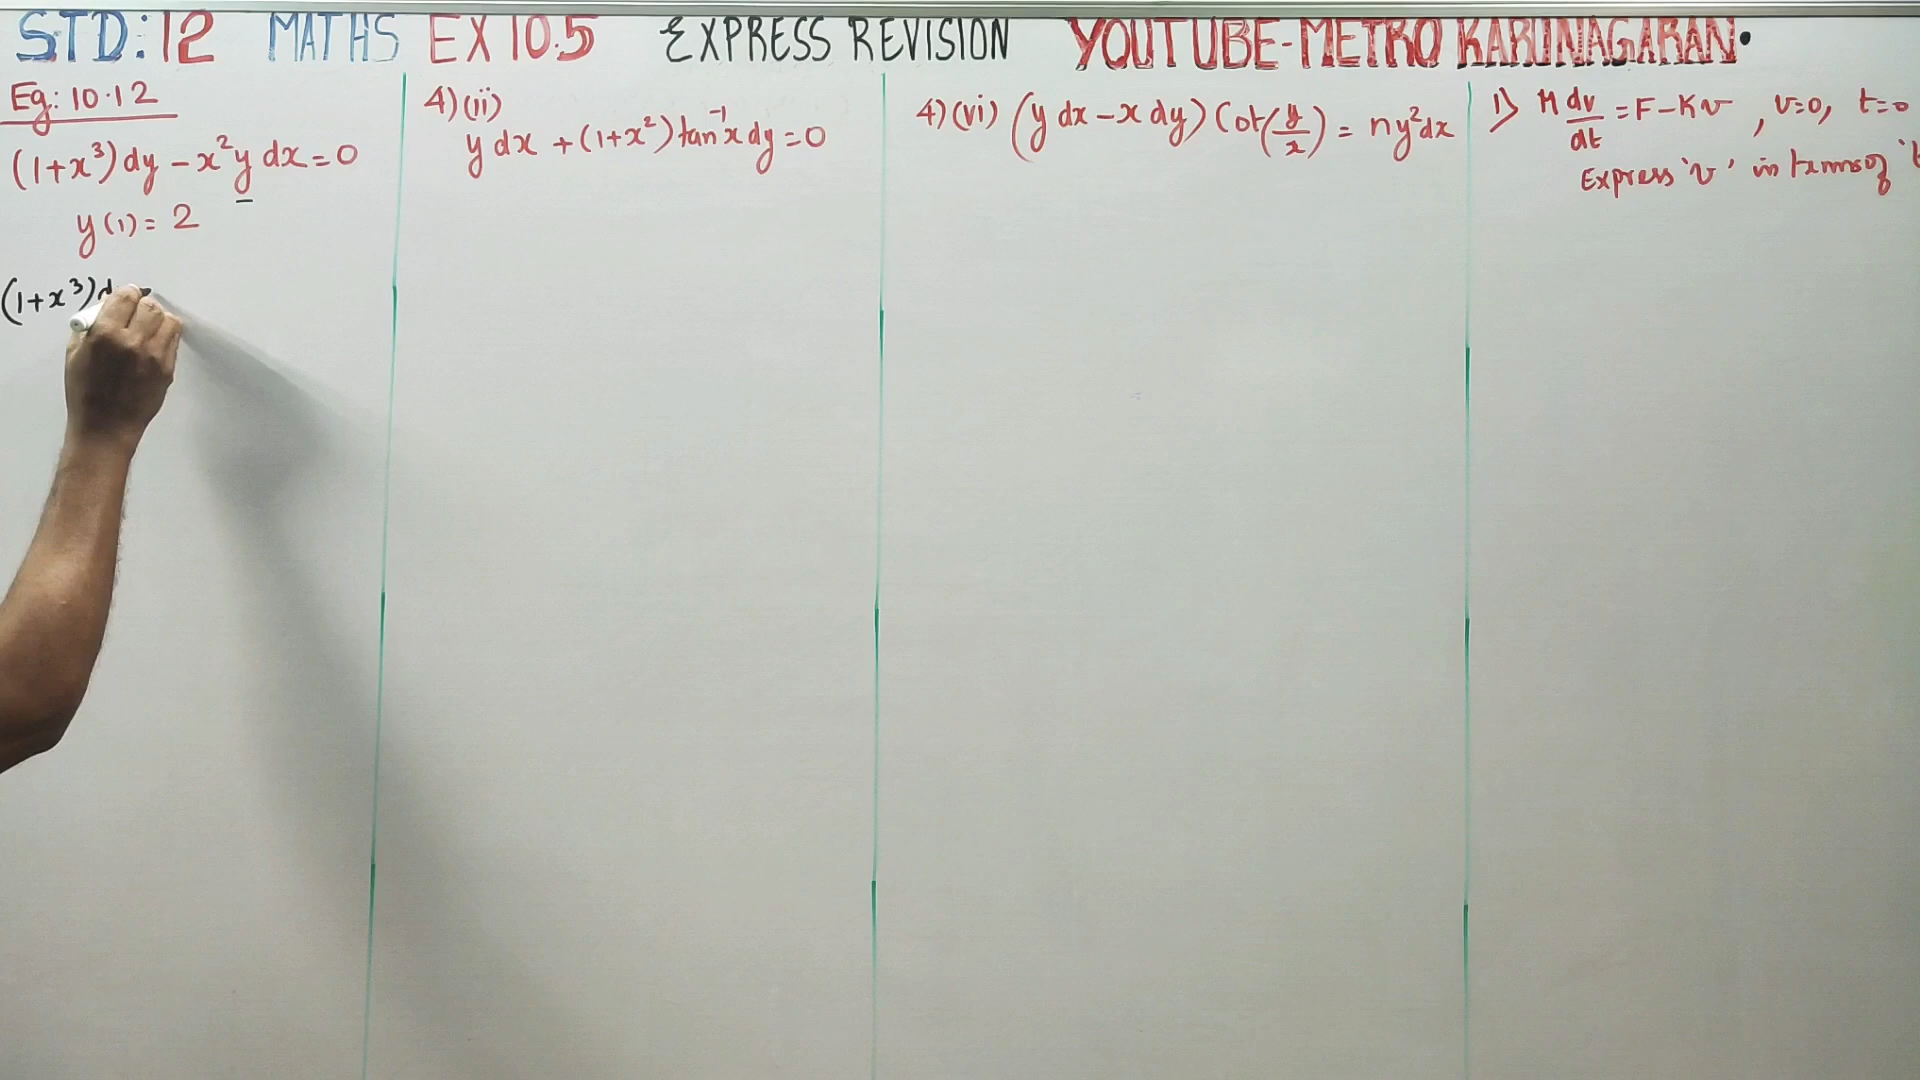 STD:12 MATHS EX 10.5 EXPRESS REVISION YOUTUBE-METRO KARUNAGARAN.
Eg: 10.12
(1+x³)dy - x²y dx = 0
y(1) = 2
(1+x³)d
4)(ii)
y dx + (1+x²) tan⁻¹x dy = 0
4)(vi) (y dx - x dy) Cot(y/x) = ny²dx
1) M dv/dt = F - Kv, v=0, t=0
Express 'v' in terms of 't